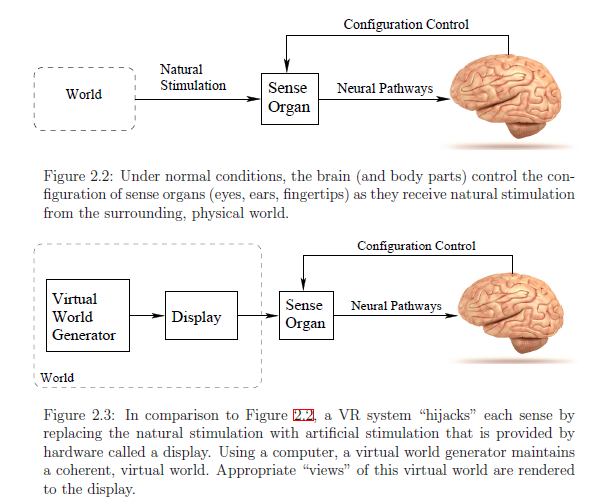 Configuration Control
Natural
Stimulation
World
Sense
Organ
Neural Pathways
Figure 2.2: Under normal conditions, the brain (and body parts) control the con-
figuration of sense organs (eyes, ears, fingertips) as they receive natural stimulation
from the surrounding, physical world.
Configuration Control
Virtual
World
Generator
Display
Sense
Organ
Neural Pathways
World
Figure 2.3: In comparison to Figure 2.2, a VR system “hijacks” each sense by
replacing the natural stimulation with artificial stimulation that is provided by
hardware called a display. Using a computer, a virtual world generator maintains
a coherent, virtual world. Appropriate “views” of this virtual world are rendered
to the display.